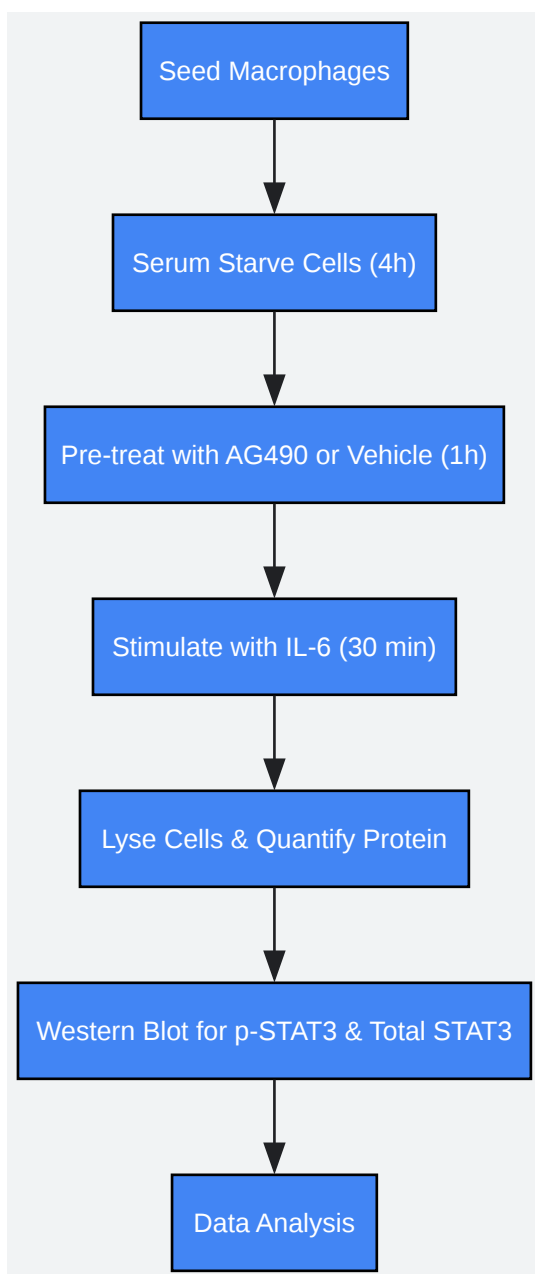 Seed Macrophages
Serum Starve Cells (4h)
Pre-treat with AG490 or Vehicle (1h)
Stimulate with IL-6 (30 min)
Lyse Cells & Quantify Protein
Western Blot for p-STAT3 & Total STAT3
Data Analysis